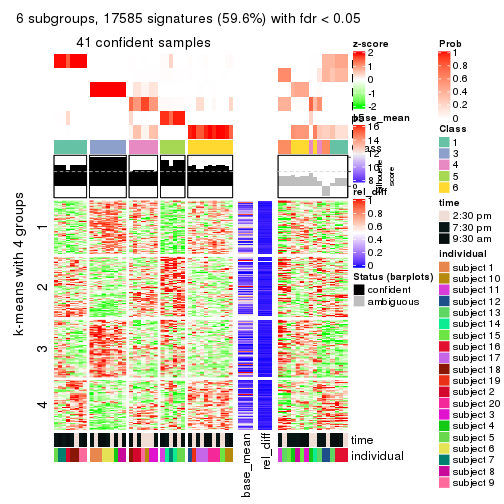 6 subgroups, 17585 signatures (59.6%) with fdr < 0.05
41 confident samples
k-means with 4 groups
1
2
3
4
base_mean
rel_diff
time
individual
z-score
2
1
0
-1
-2
base_mean
16
14
12
10
8
silhouette
score
rel_diff
1
0.8
0.6
0.4
0.2
0
Status (barplots)
confident
ambiguous
Prob
1
0.8
0.6
0.4
0.2
0
Class
1
3
4
5
6
time
2:30 pm
7:30 pm
9:30 am
Individual
subject 1
subject 10
subject 11
subject 12
subject 13
subject 14
subject 15
subject 16
subject 17
subject 18
subject 19
subject 2
subject 20
subject 3
subject 4
subject 5
subject 6
subject 7
subject 8
subject 9